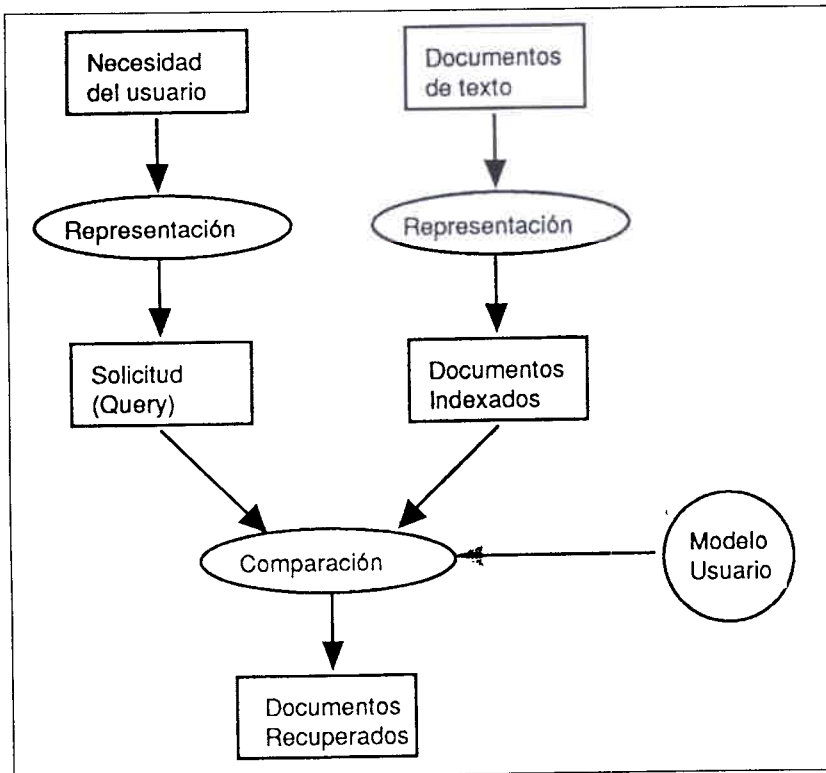 Necesidad
del usuario
Documentos
de texto
Representación
Representación
Solicitud
(Query)
Documentos
Indexados
Comparación
Modelo
Usuario
Documentos
Recuperados